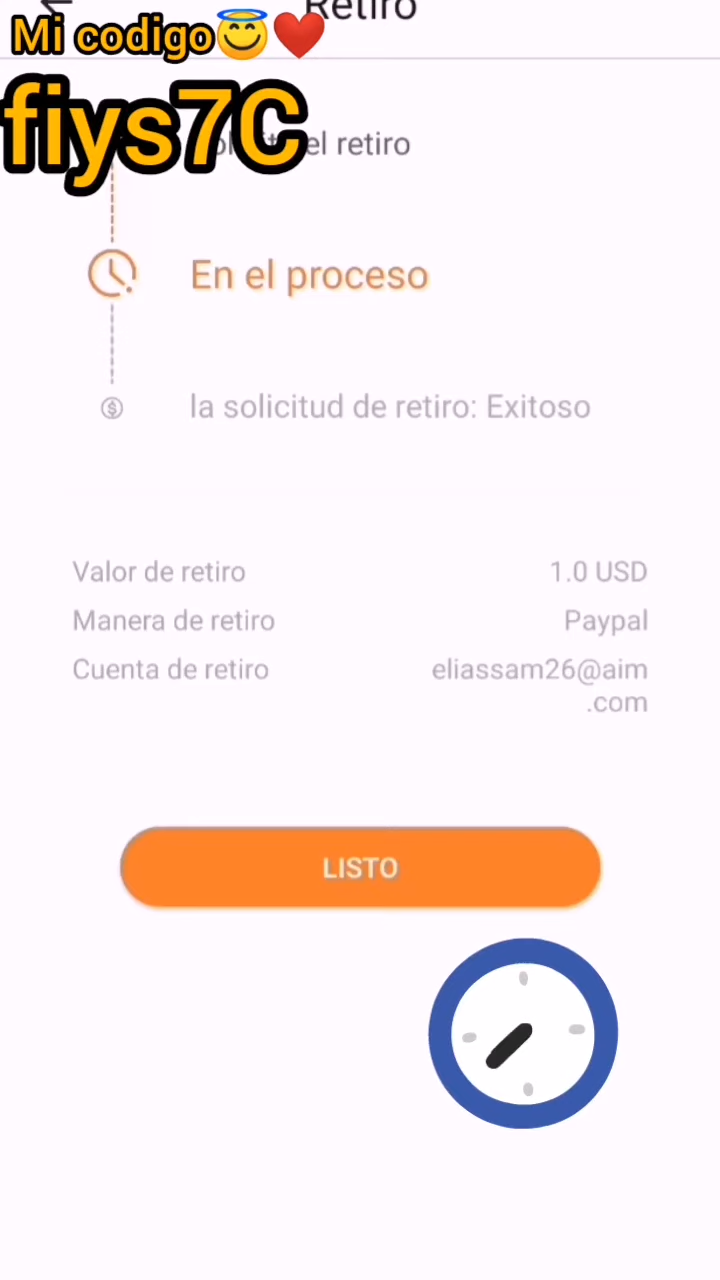 Retiro
Mi codigo😇❤️
fiys7C
el retiro
En el proceso
la solicitud de retiro: Exitoso
Valor de retiro 1.0 USD
Manera de retiro Paypal
Cuenta de retiro eliassam26@aim
.com
LISTO